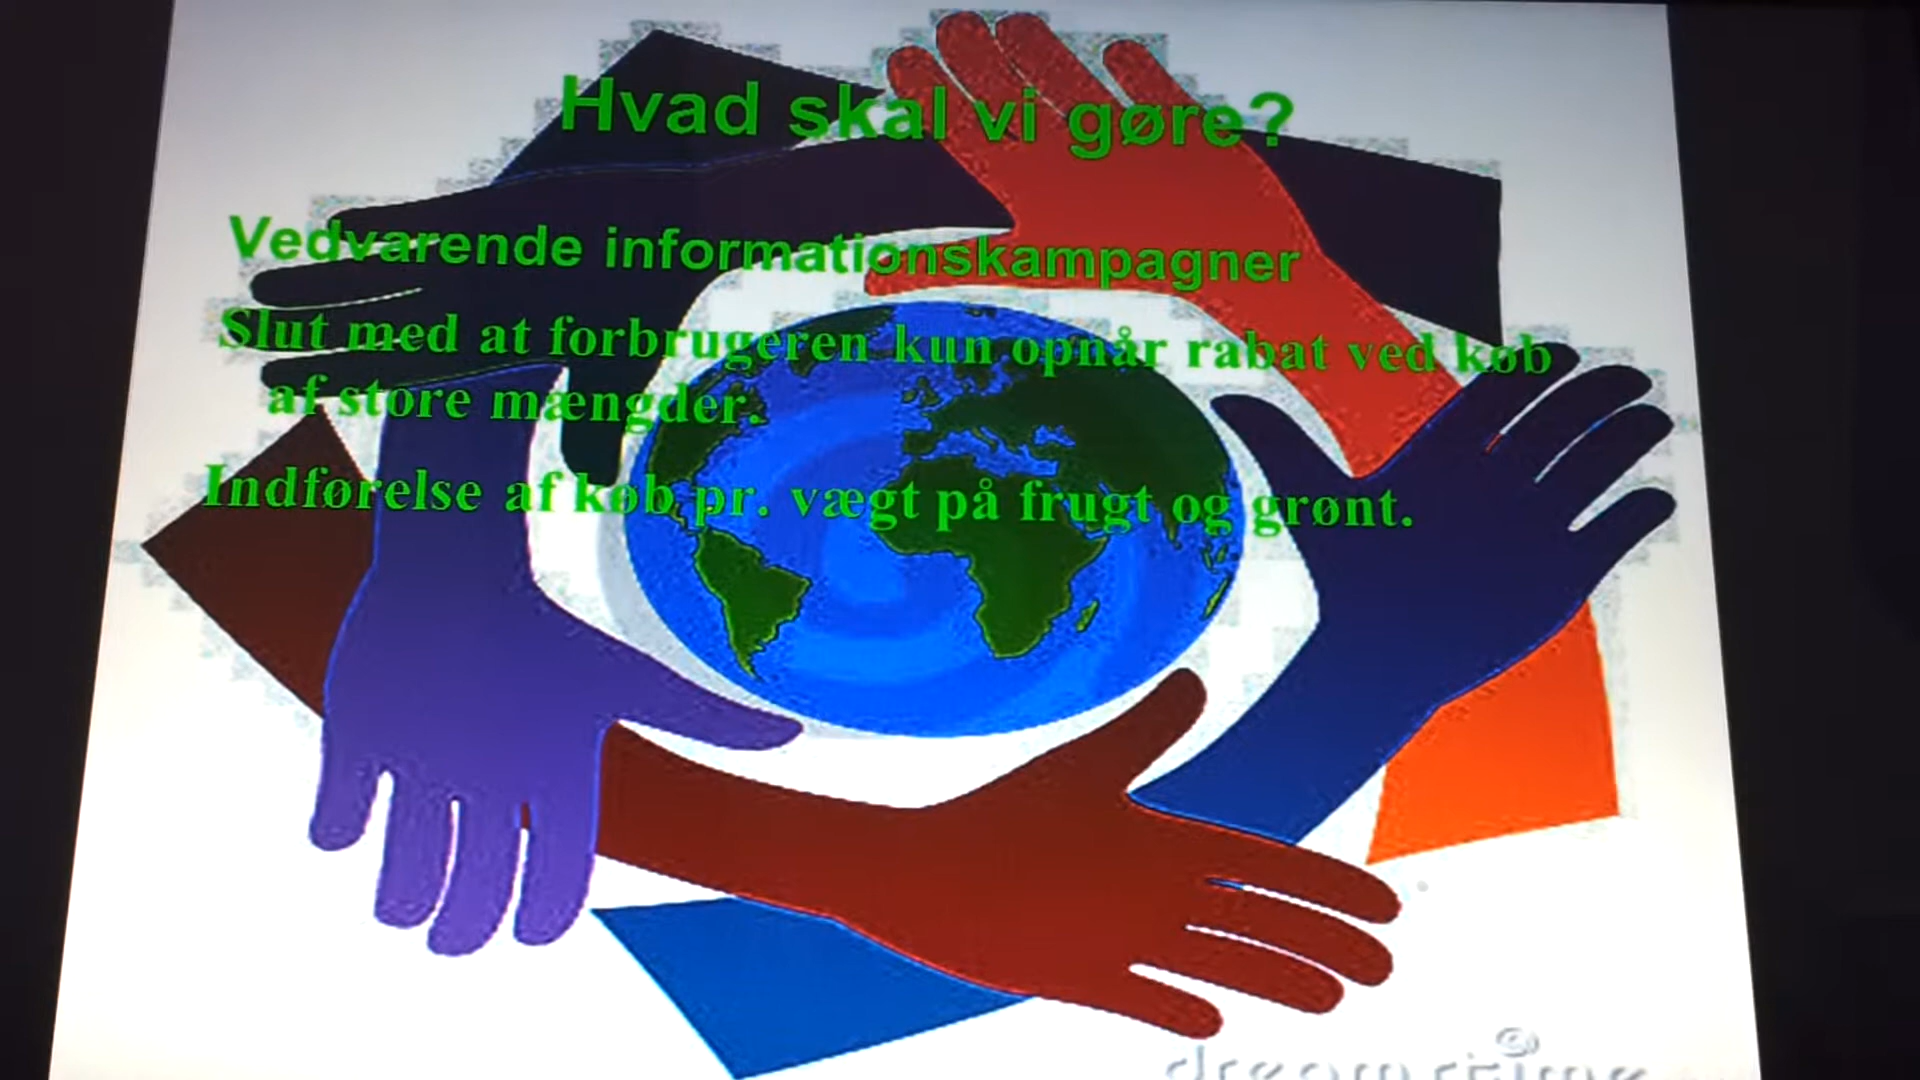 Hvad skal vi gøre?
Vedvarende informationskampagner
Slut med at forbrugeren kun opnår rabat ved køb
af store mængder.
Indførelse af køb pr. vægt på frugt og grønt.
dreamstime